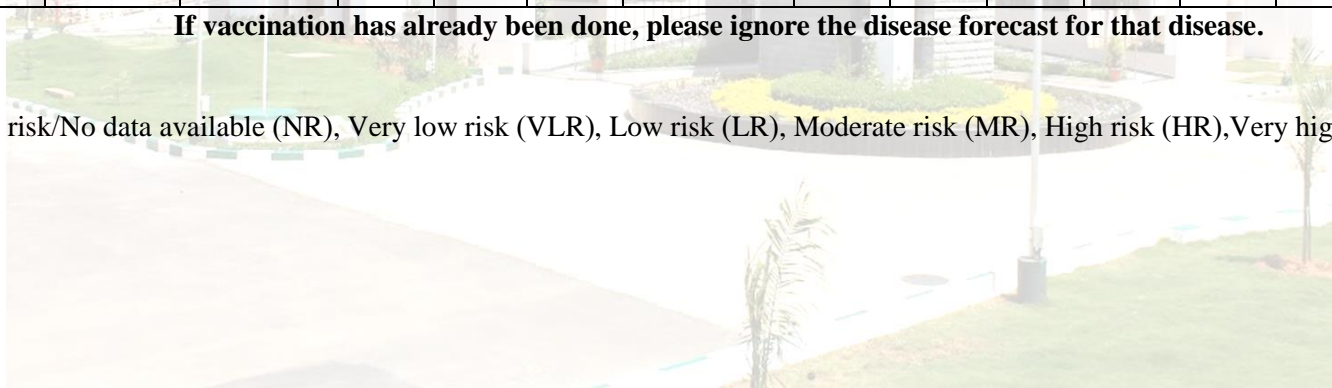 If vaccination has already been done, please ignore the disease forecast for that disease.
risk/No data available (NR), Very low risk (VLR), Low risk (LR), Moderate risk (MR), High risk (HR),Very hig